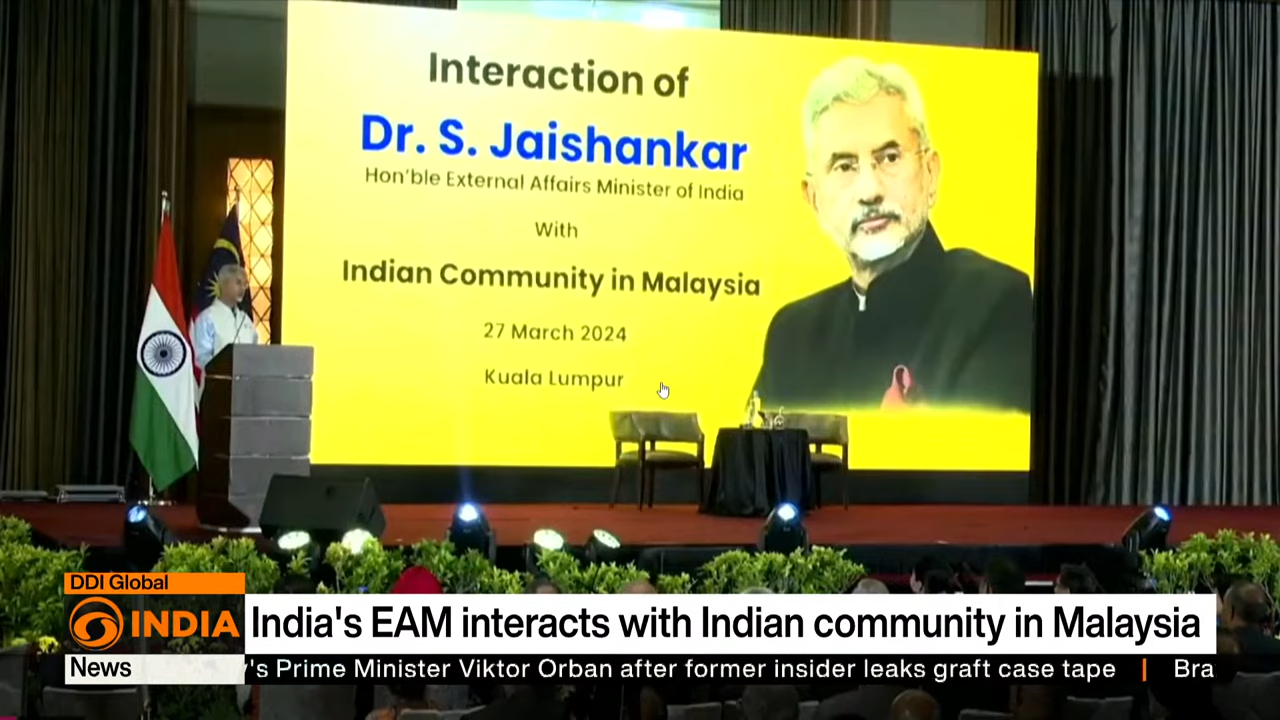 Interaction of
Dr. S. Jaishankar
Hon'ble External Affairs Minister of India
With
Indian Community in Malaysia
27 March 2024
Kuala Lumpur
DDI Global
INDIA
India's EAM interacts with Indian community in Malaysia
News
's Prime Minister Viktor Orban after former insider leaks graft case tape | Bra